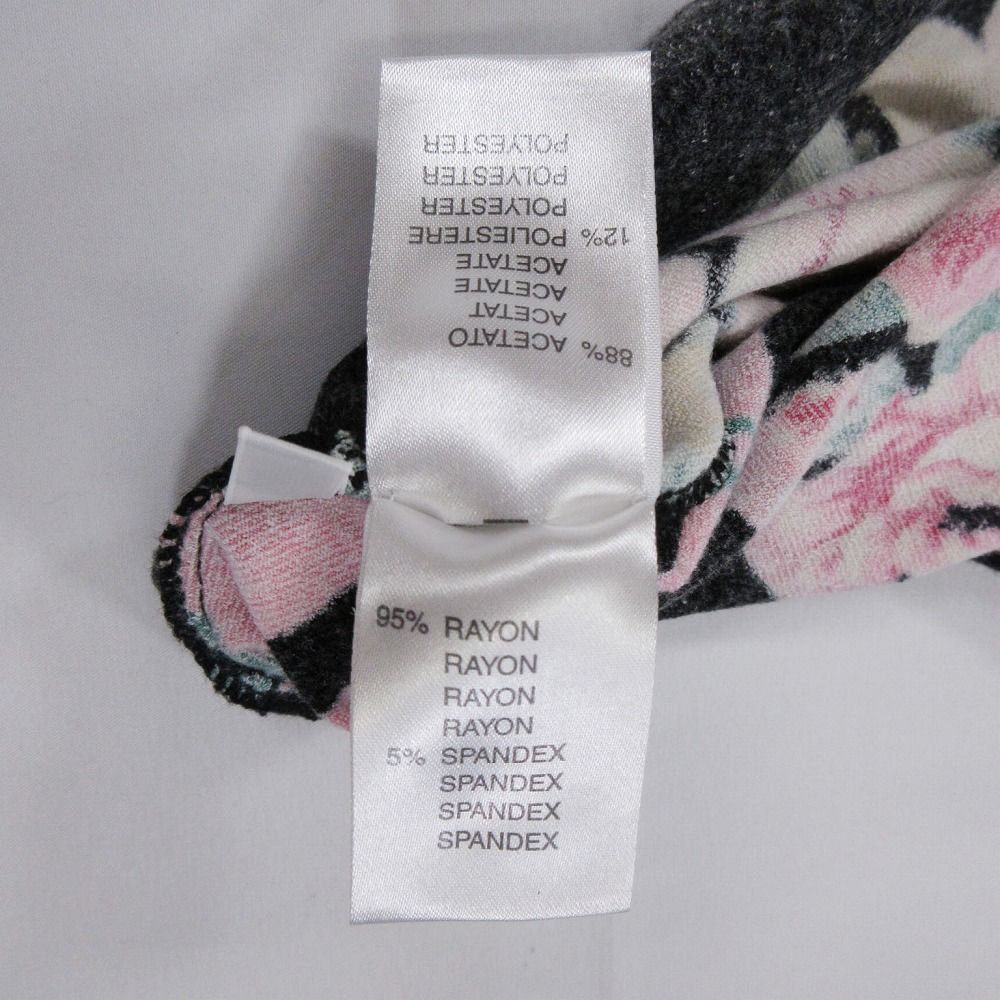 88% ACETATO
ACETAT
ACETATE
ACETATE
12% POLIESTERE
POLYESTER
POLYESTER
POLYESTER
95% RAYON
RAYON
RAYON
RAYON
5% SPANDEX
SPANDEX
SPANDEX
SPANDEX